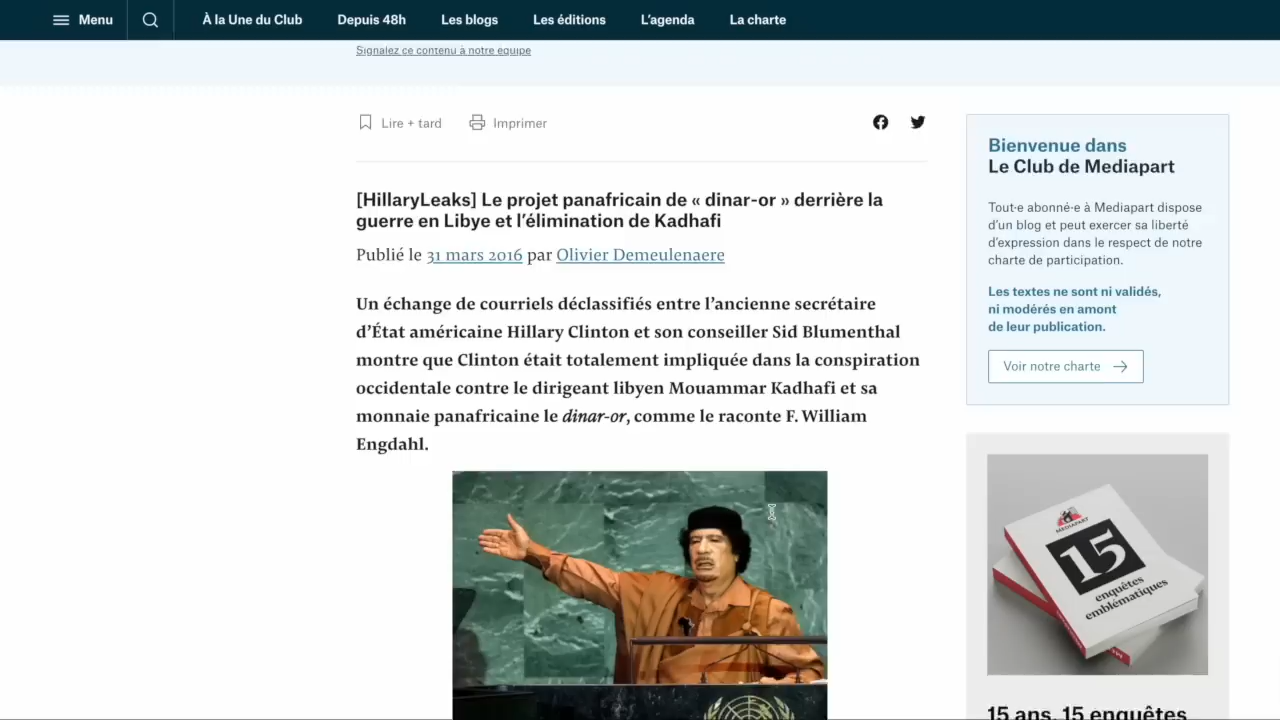 Menu
À la Une du Club
Depuis 48h
Les blogs
Les éditions
L’agenda
La charte
Signalez ce contenu à notre équipe
Lire + tard
Imprimer
[HillaryLeaks] Le projet panafricain de « dinar-or » derrière la
guerre en Libye et l’élimination de Kadhafi
Publié le 31 mars 2016 par Olivier Demeulenaere
Un échange de courriels déclassifiés entre l’ancienne secrétaire
d’État américaine Hillary Clinton et son conseiller Sid Blumenthal
montre que Clinton était totalement impliquée dans la conspiration
occidentale contre le dirigeant libyen Mouammar Kadhafi et sa
monnaie panafricaine le dinar-or, comme le raconte F. William
Engdahl.
Bienvenue dans
Le Club de Mediapart
Tout·e abonné·e à Mediapart dispose
d’un blog et peut exercer sa liberté
d’expression dans le respect de notre
charte de participation.
Les textes ne sont ni validés,
ni modérés en amont
de leur publication.
Voir notre charte
MEDIAPART
15
enquêtes
emblématiques
15 ans, 15 enquêtes